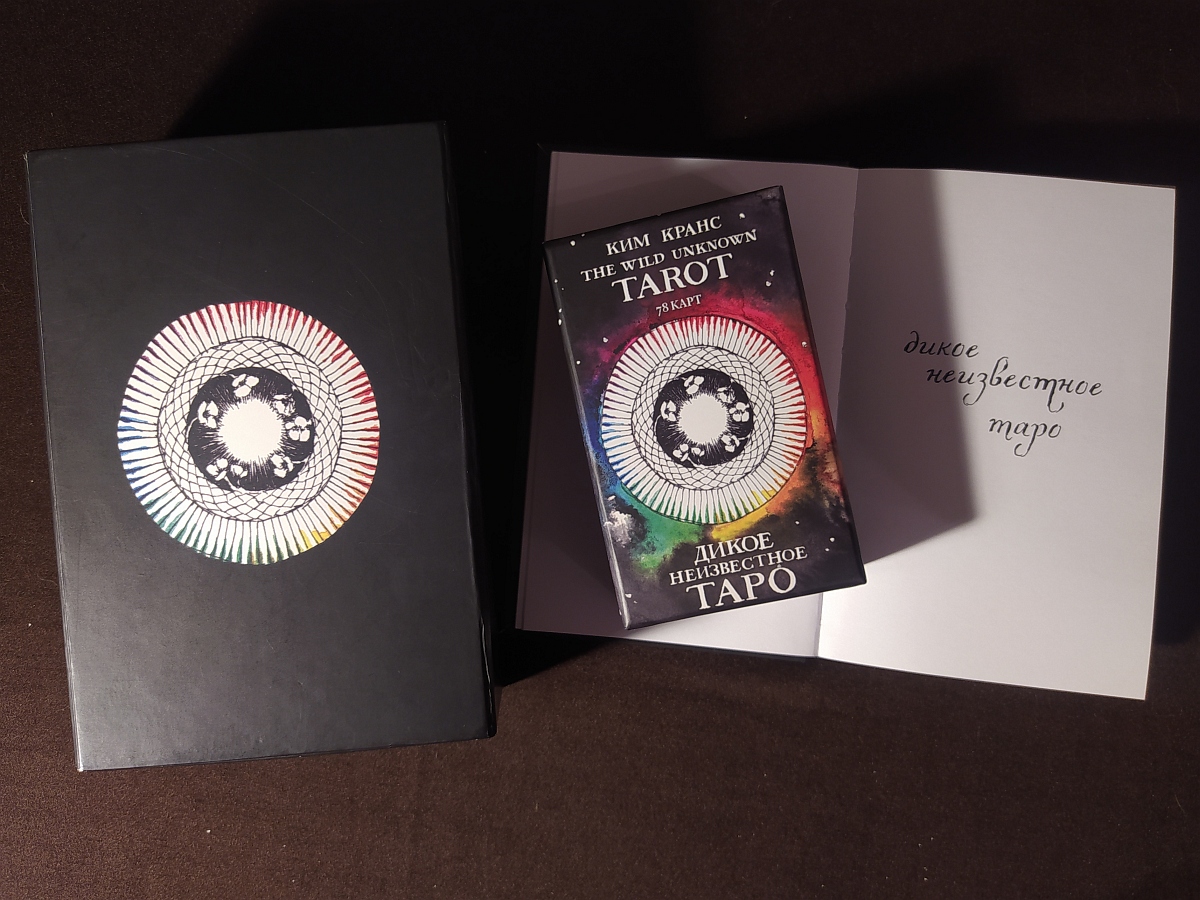 КИМ КРАНС
THE WILD UNKNOWN
TAROT
78 КАРТ
ДИКОЕ
НЕИЗВЕСТНОЕ
ТАРО
дикое
неизвестное
таро